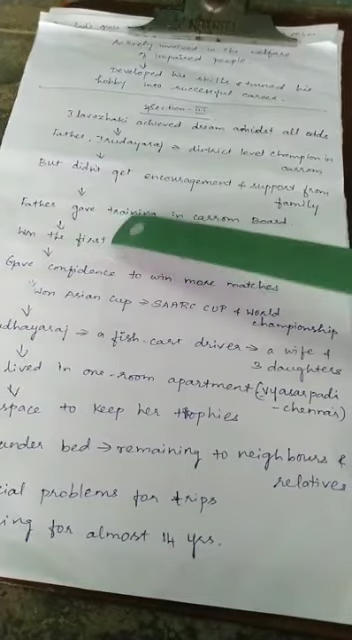 Actively involved in the welfare
of impaired people
Developed his skills & turned his
hobby into successful career.
Section - III
Ilavazhaki achieved dream amidst all odds
Father, Irudayaraj → district level champion in
carrom
But didn't get encouragement & support from
family
Father gave training in carrom Board
Won the first
Gave confidence to win more matches
Won Asian Cup → SAARC CUP & World
championship
dhayaraj → a fish-cart driver → a wife &
3 daughters
lived in one-room apartment (Vyasarpadi
- chennai)
space to keep her trophies
under bed → remaining to neighbours &
relatives
cial problems for trips
ing for almost 14 yrs.